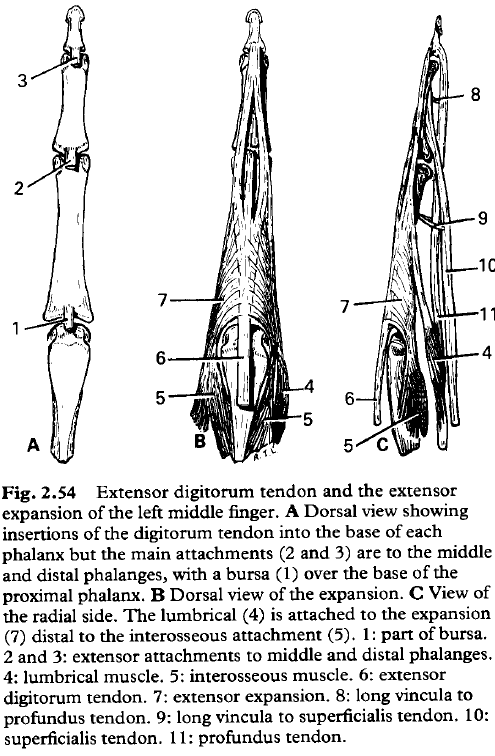 3
2
1
A
7
6
5
4
5
B
R.T.C.
8
9
10
11
7
4
6
5
C
Fig. 2.54 Extensor digitorum tendon and the extensor
expansion of the left middle finger. A Dorsal view showing
insertions of the digitorum tendon into the base of each
phalanx but the main attachments (2 and 3) are to the middle
and distal phalanges, with a bursa (1) over the base of the
proximal phalanx. B Dorsal view of the expansion. C View of
the radial side. The lumbrical (4) is attached to the expansion
(7) distal to the interosseous attachment (5). 1: part of bursa.
2 and 3: extensor attachments to middle and distal phalanges.
4: lumbrical muscle. 5: interosseous muscle. 6: extensor
digitorum tendon. 7: extensor expansion. 8: long vincula to
profundus tendon. 9: long vincula to superficialis tendon. 10:
superficialis tendon. 11: profundus tendon.